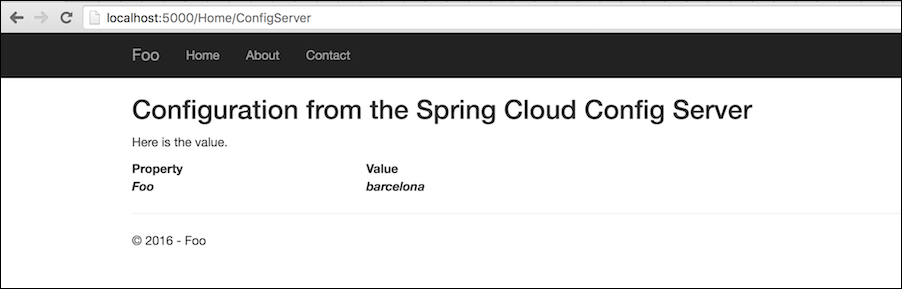 localhost:5000/Home/ConfigServer
Foo Home About Contact
Configuration from the Spring Cloud Config Server
Here is the value.
Property Value
Foo barcelona
© 2016 - Foo